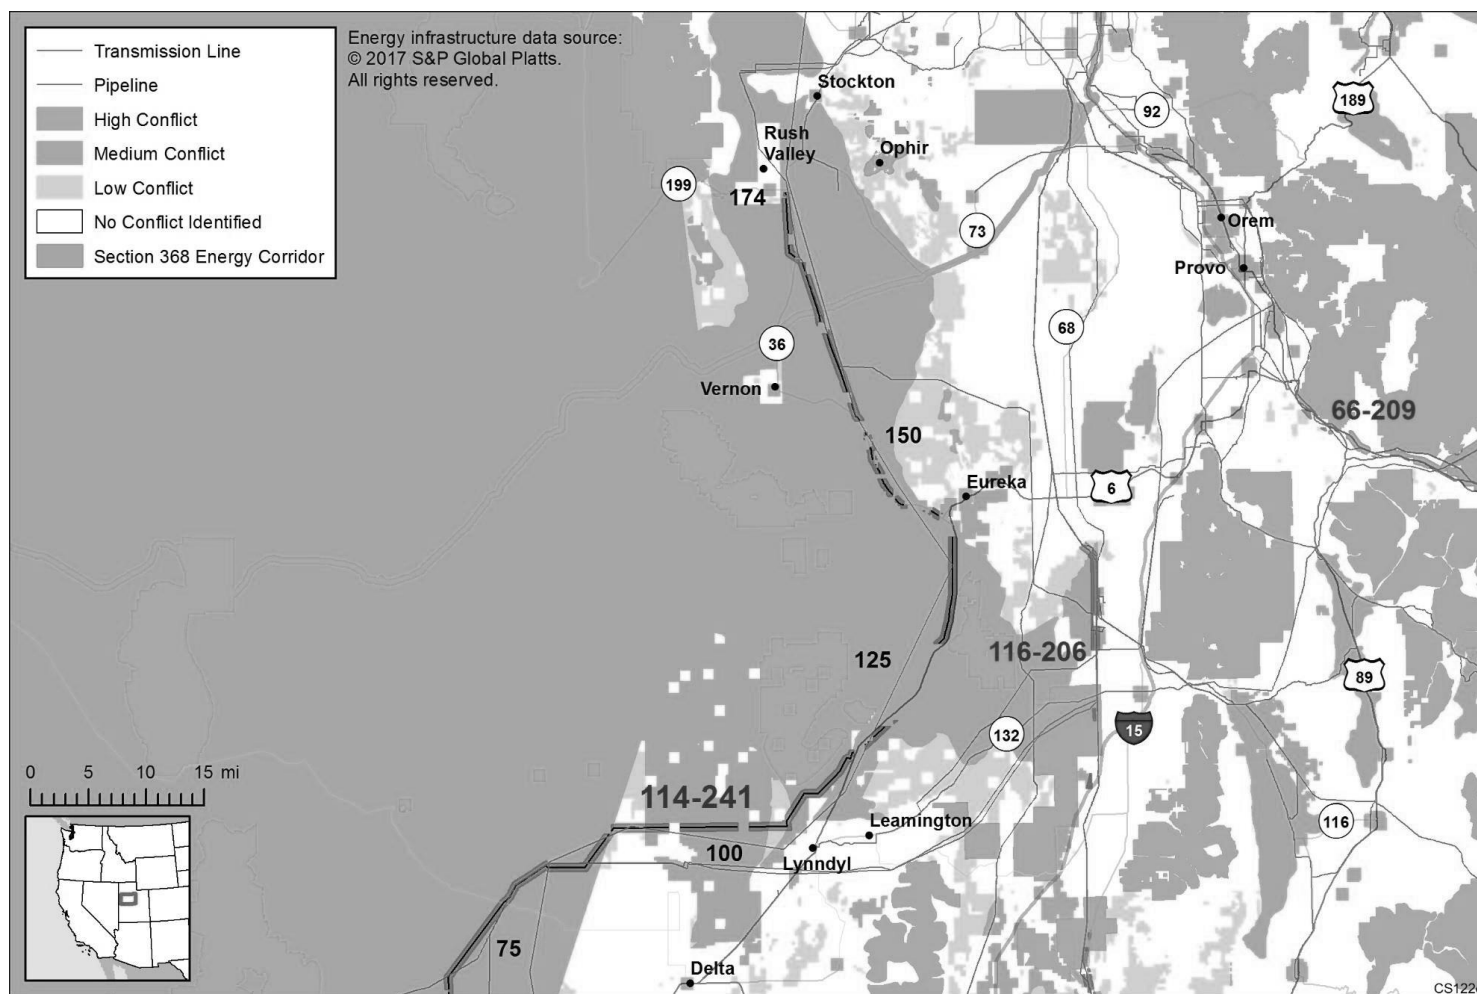 Transmission Line
Pipeline
High Conflict
Medium Conflict
Low Conflict
No Conflict Identified
Section 368 Energy Corridor
Energy infrastructure data source:
© 2017 S&P Global Platts.
All rights reserved.
Stockton
92
189
Rush
Valley
Ophir
199
174
73
Orem
Provo
68
36
Vernon
66-209
150
Eureka
6
125
116-206
89
132
15
0 5 10 15 mi
114-241
Leamington
116
100
Lynndyl
75
Delta